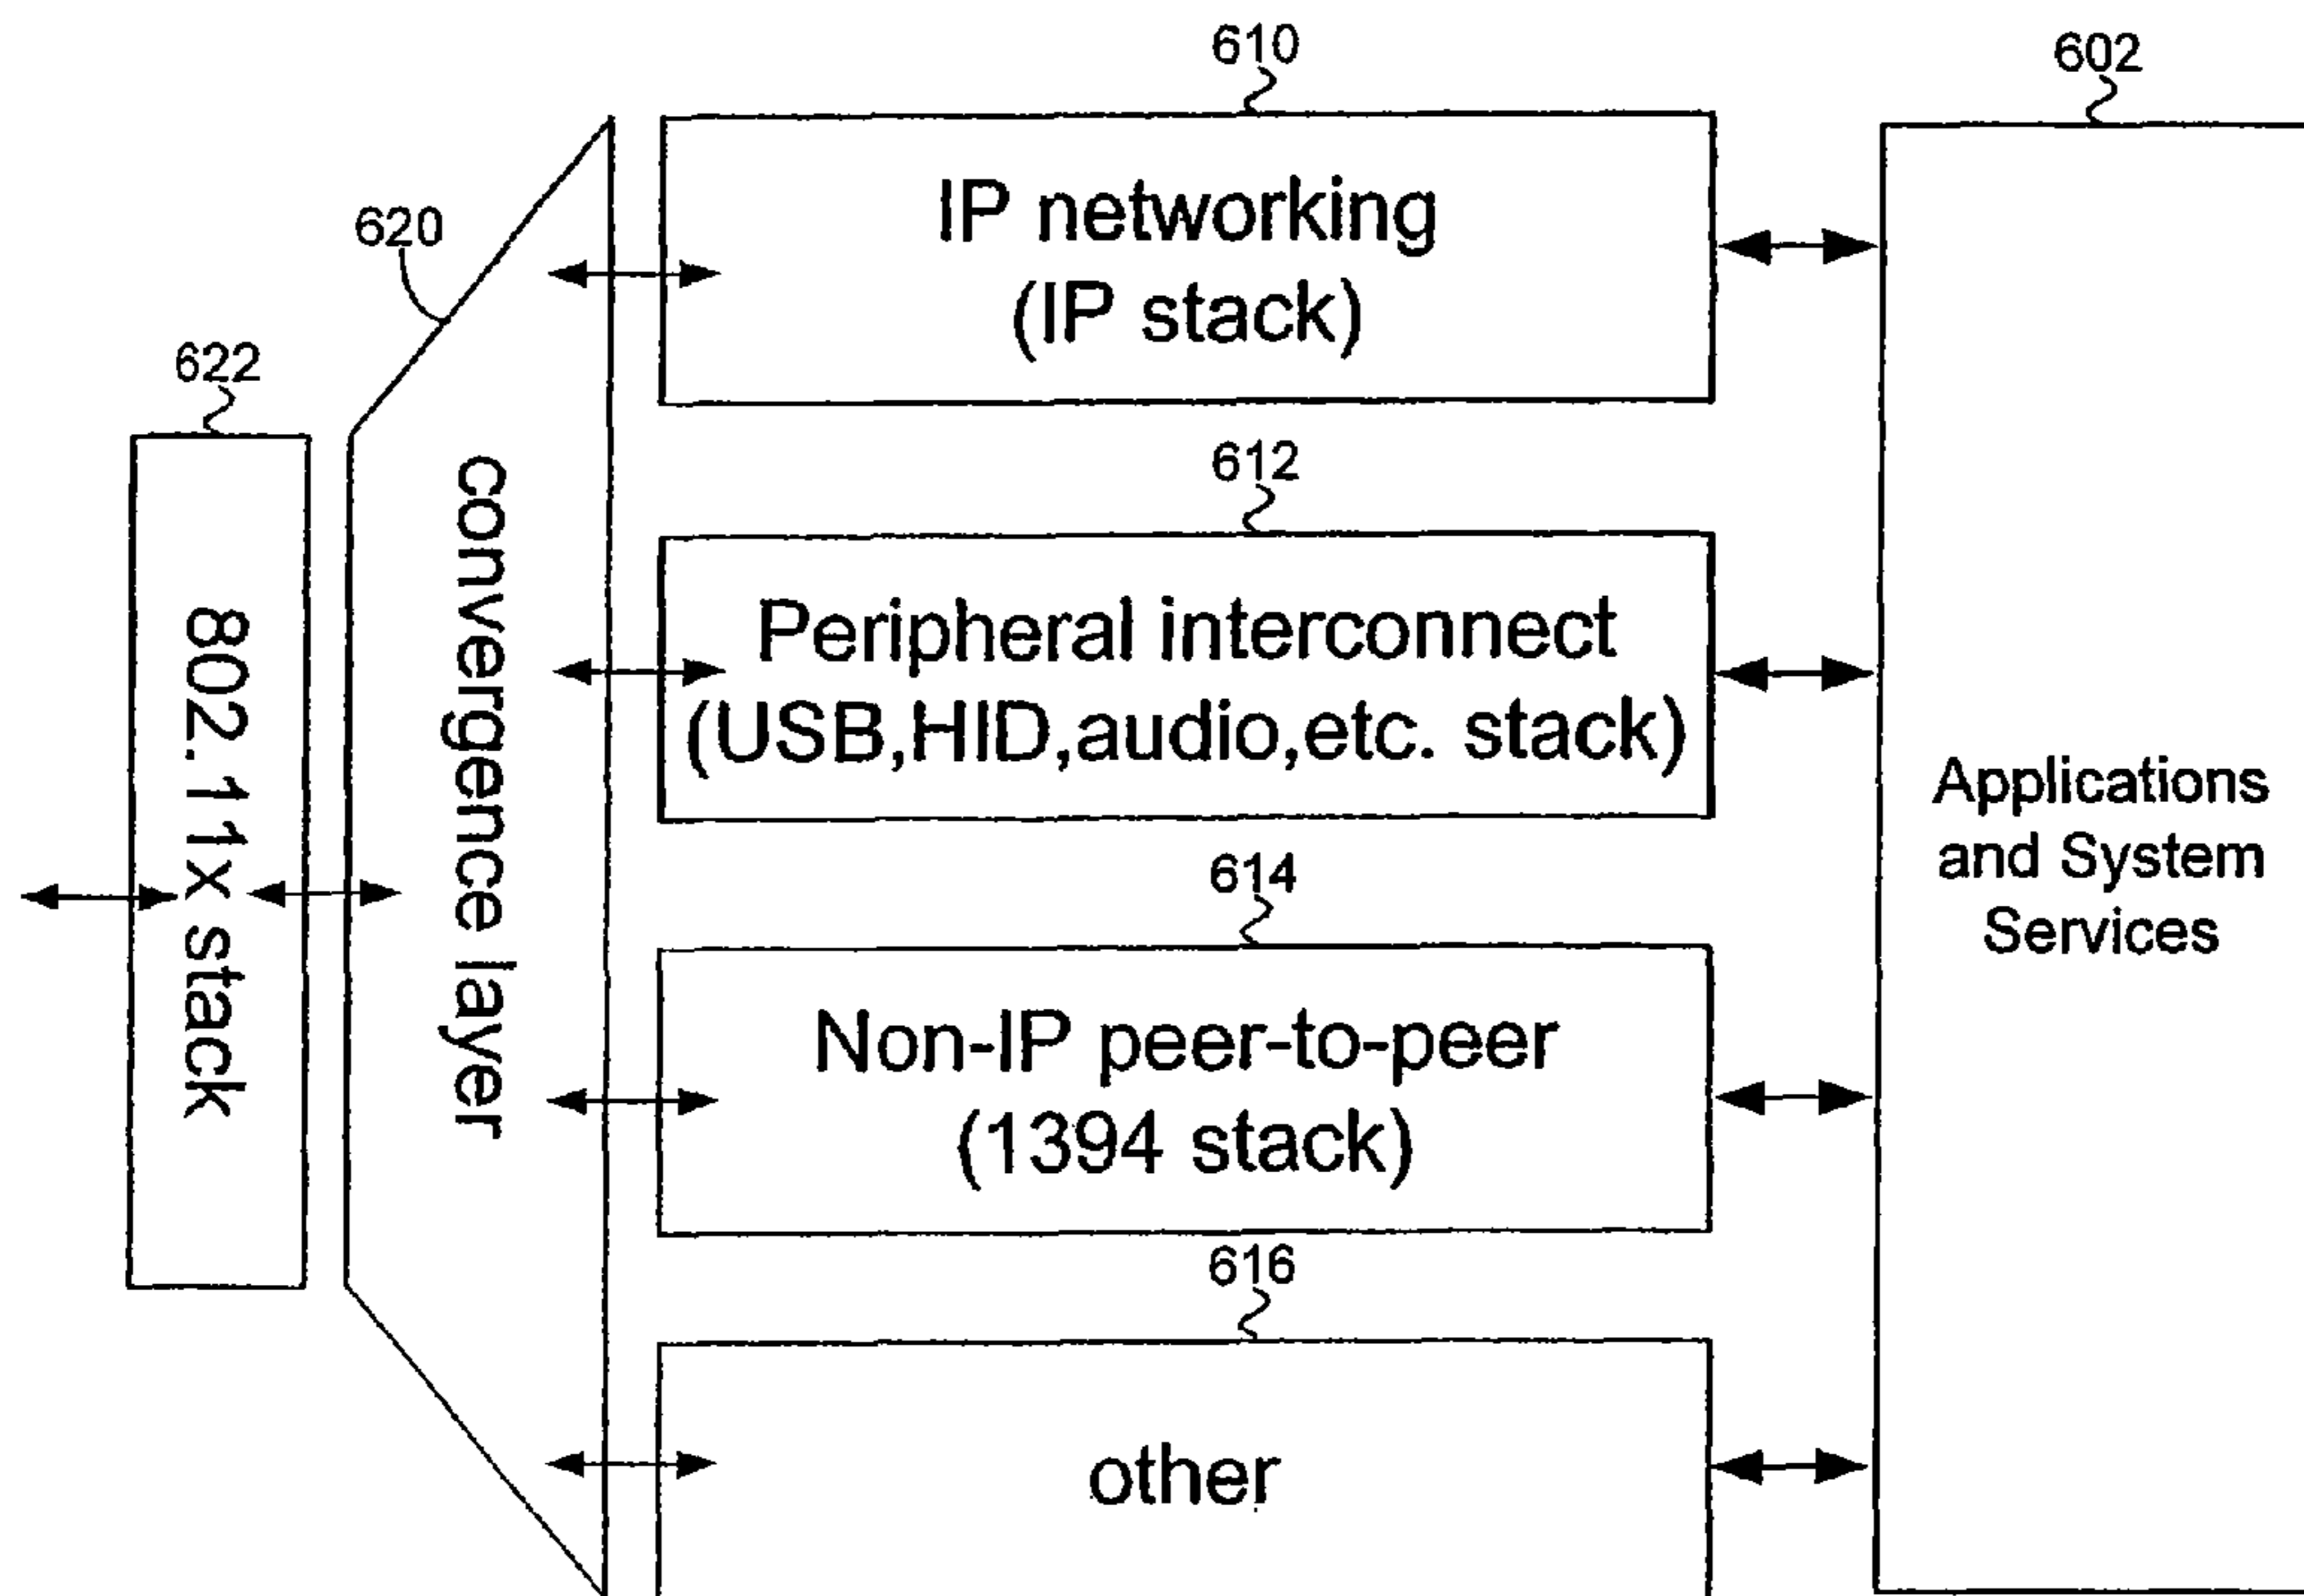 610
602
IP networking
(IP stack)
620
622
612
convergence layer
Peripheral interconnect
(USB,HID,audio,etc. stack)
802.11x stack
Applications
and System
Services
614
Non-IP peer-to-peer
(1394 stack)
616
other